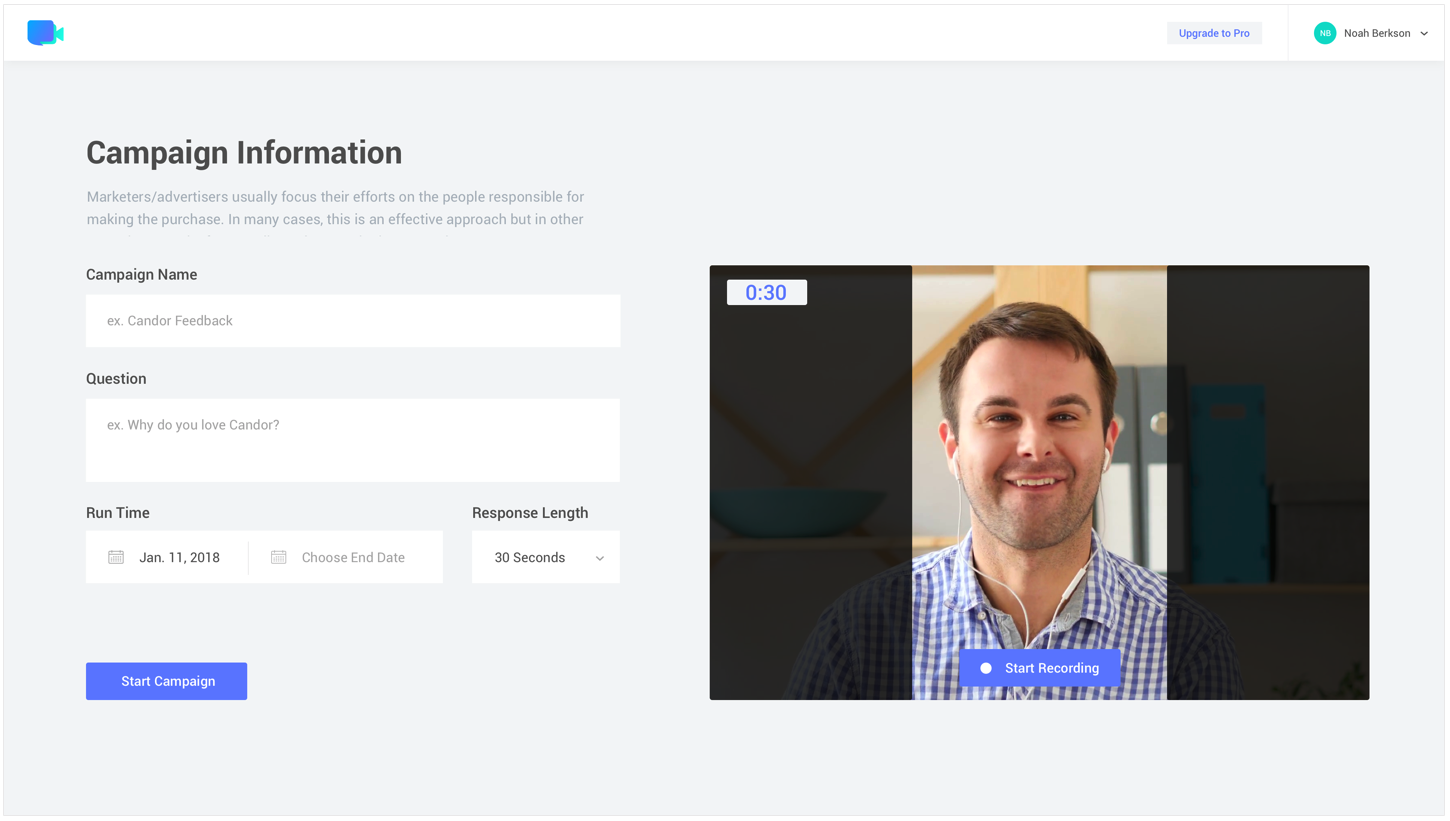 Upgrade to Pro
NB
Noah Berkson
Campaign Information
Marketers/advertisers usually focus their efforts on the people responsible for
making the purchase. In many cases, this is an effective approach but in other
Campaign Name
ex. Candor Feedback
Question
ex. Why do you love Candor?
Run Time
Response Length
Jan. 11, 2018
Choose End Date
30 Seconds
Start Campaign
0:30
Start Recording